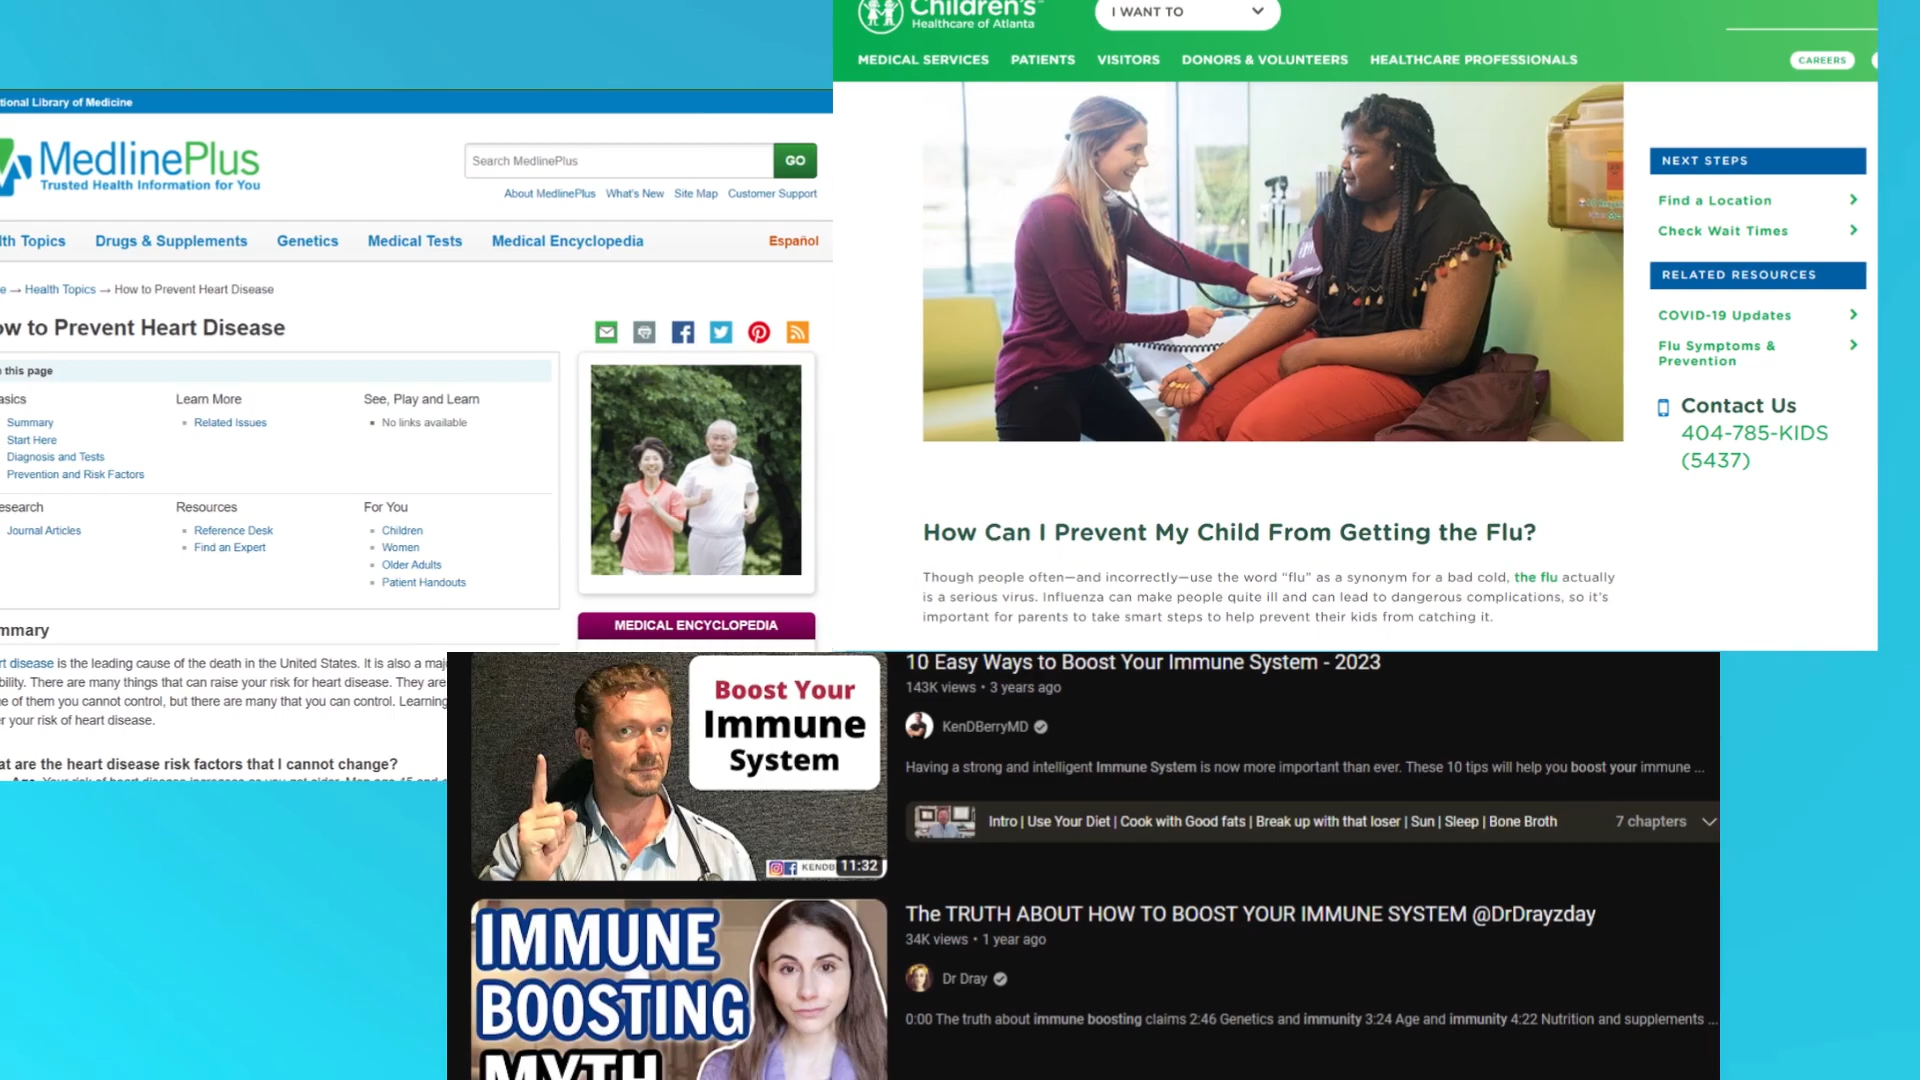 tional Library of Medicine
MedlinePlus
Trusted Health Information for You
Search MedlinePlus
GO
About MedlinePlus What's New Site Map Customer Support
lth Topics Drugs & Supplements Genetics Medical Tests Medical Encyclopedia Español
e → Health Topics → How to Prevent Heart Disease
ow to Prevent Heart Disease
this page
asics
Summary
Start Here
Diagnosis and Tests
Prevention and Risk Factors
Learn More
Related Issues
See, Play and Learn
No links available
esearch
Journal Articles
Resources
Reference Desk
Find an Expert
For You
Children
Women
Older Adults
Patient Handouts
MEDICAL ENCYCLOPEDIA
mmary
rt disease is the leading cause of the death in the United States. It is also a maj
bility. There are many things that can raise your risk for heart disease. They are
e of them you cannot control, but there are many that you can control. Learning
r your risk of heart disease.
at are the heart disease risk factors that I cannot change?
Children's
Healthcare of Atlanta
I WANT TO
MEDICAL SERVICES PATIENTS VISITORS DONORS & VOLUNTEERS HEALTHCARE PROFESSIONALS
CAREERS
NEXT STEPS
Find a Location
Check Wait Times
RELATED RESOURCES
COVID-19 Updates
Flu Symptoms &
Prevention
Contact Us
404-785-KIDS
(5437)
How Can I Prevent My Child From Getting the Flu?
Though people often—and incorrectly—use the word “flu” as a synonym for a bad cold, the flu actually
is a serious virus. Influenza can make people quite ill and can lead to dangerous complications, so it's
important for parents to take smart steps to help prevent their kids from catching it.
Boost Your
Immune
System
KENDB
11:32
10 Easy Ways to Boost Your Immune System - 2023
143K views • 3 years ago
KenDBerryMD
Having a strong and intelligent Immune System is now more important than ever. These 10 tips will help you boost your immune ...
Intro | Use Your Diet | Cook with Good fats | Break up with that loser | Sun | Sleep | Bone Broth
7 chapters
IMMUNE
BOOSTING
MYTH
The TRUTH ABOUT HOW TO BOOST YOUR IMMUNE SYSTEM @DrDrayzday
34K views • 1 year ago
Dr Dray
0:00 The truth about immune boosting claims 2:46 Genetics and immunity 3:24 Age and immunity 4:22 Nutrition and supplements ...